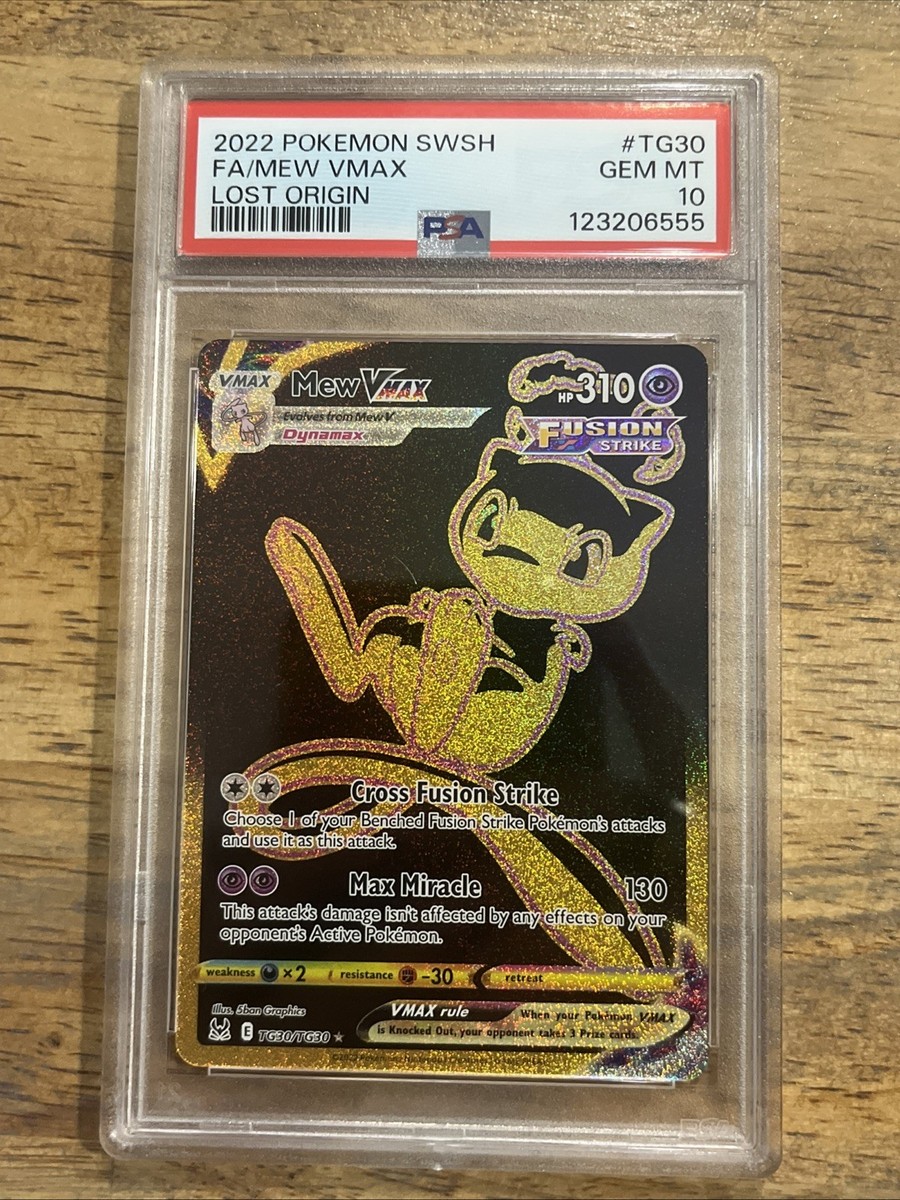 2022 POKEMON SWSH #TG30
FA/MEW VMAX GEM MT
LOST ORIGIN 10
PSA 123206555
VMAX Mew VMAX HP 310
Evolves from Mew V
Dynamax
FUSION
STRIKE
Cross Fusion Strike
Choose 1 of your Benched Fusion Strike Pokémon's attacks
and use it as this attack.
Max Miracle 130
This attack's damage isn't affected by any effects on your
opponent's Active Pokémon.
weakness ×2 resistance -30 retreat
Illus. 5ban Graphics
E TG30/TG30 ★
VMAX rule When your Pokémon VMAX
is Knocked Out, your opponent takes 3 Prize cards.